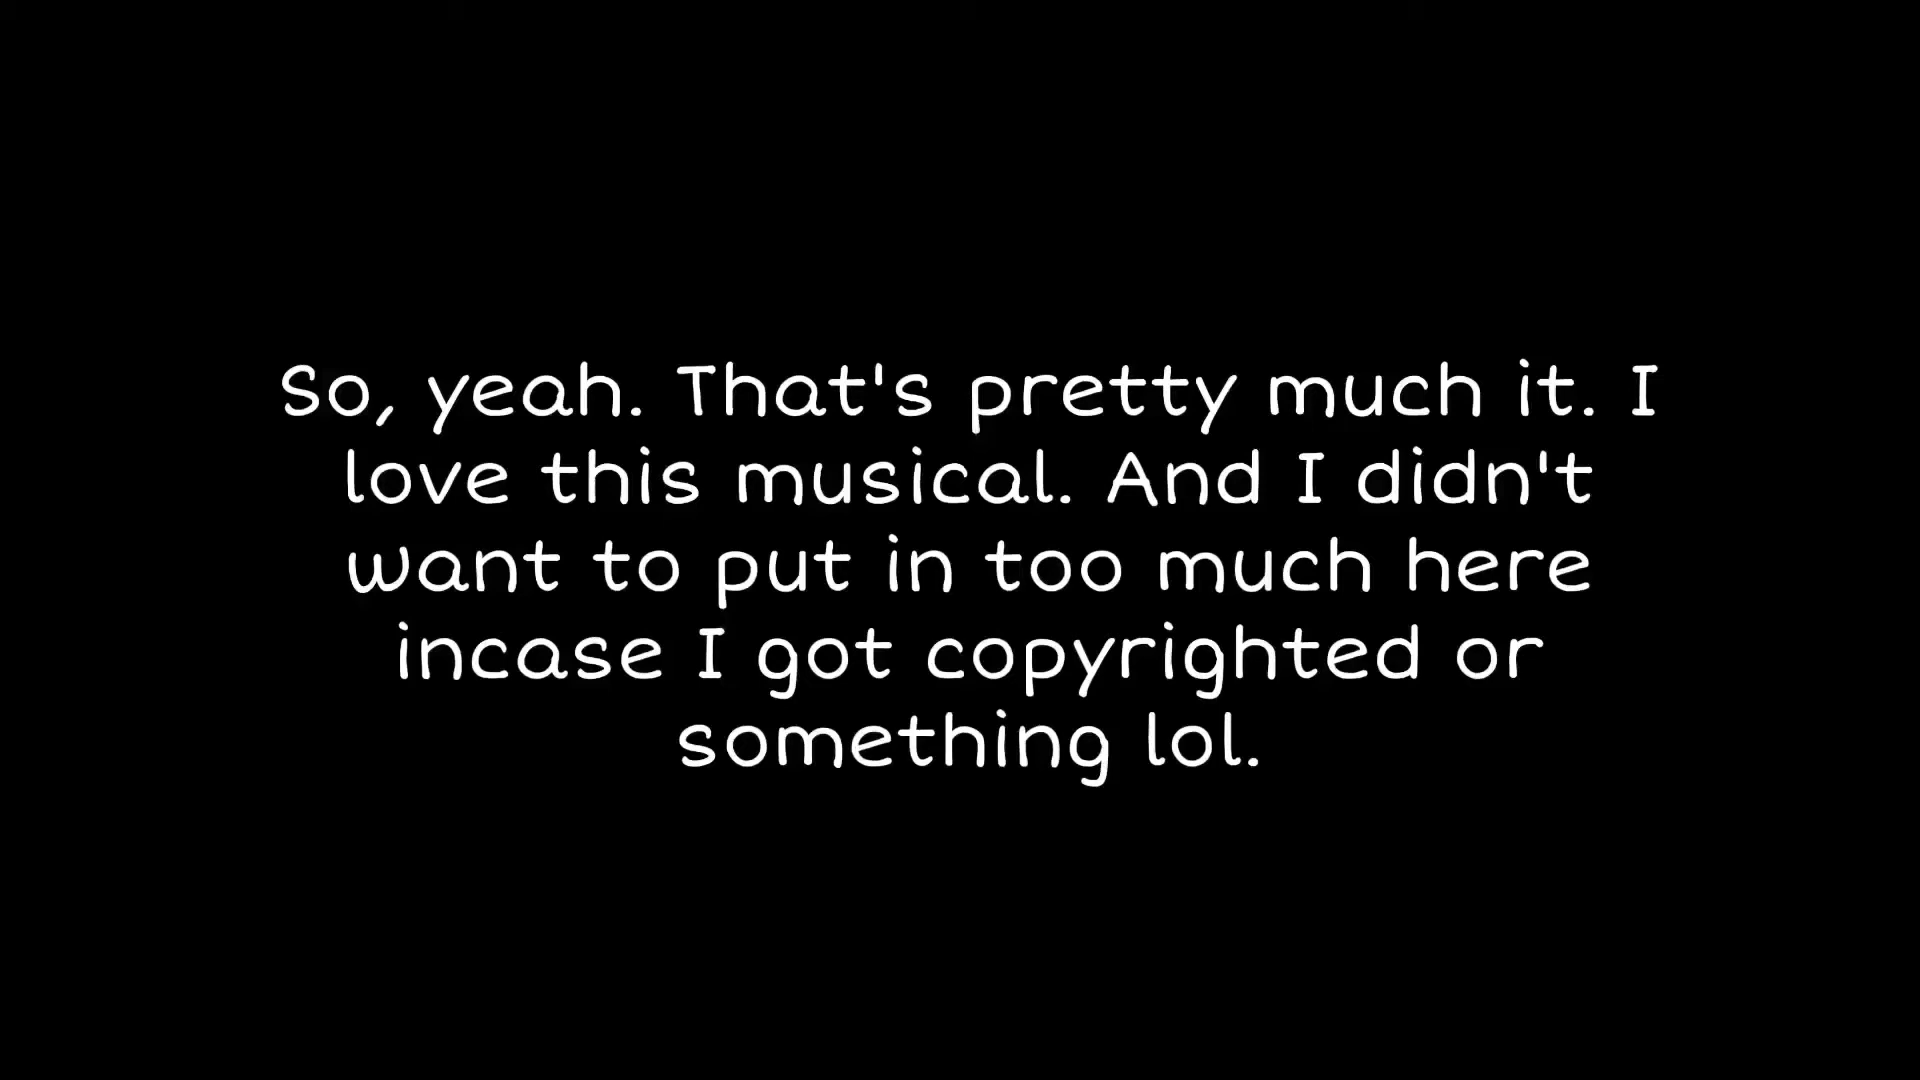 So, yeah. That's pretty much it. I
love this musical. And I didn't
want to put in too much here
incase I got copyrighted or
something lol.